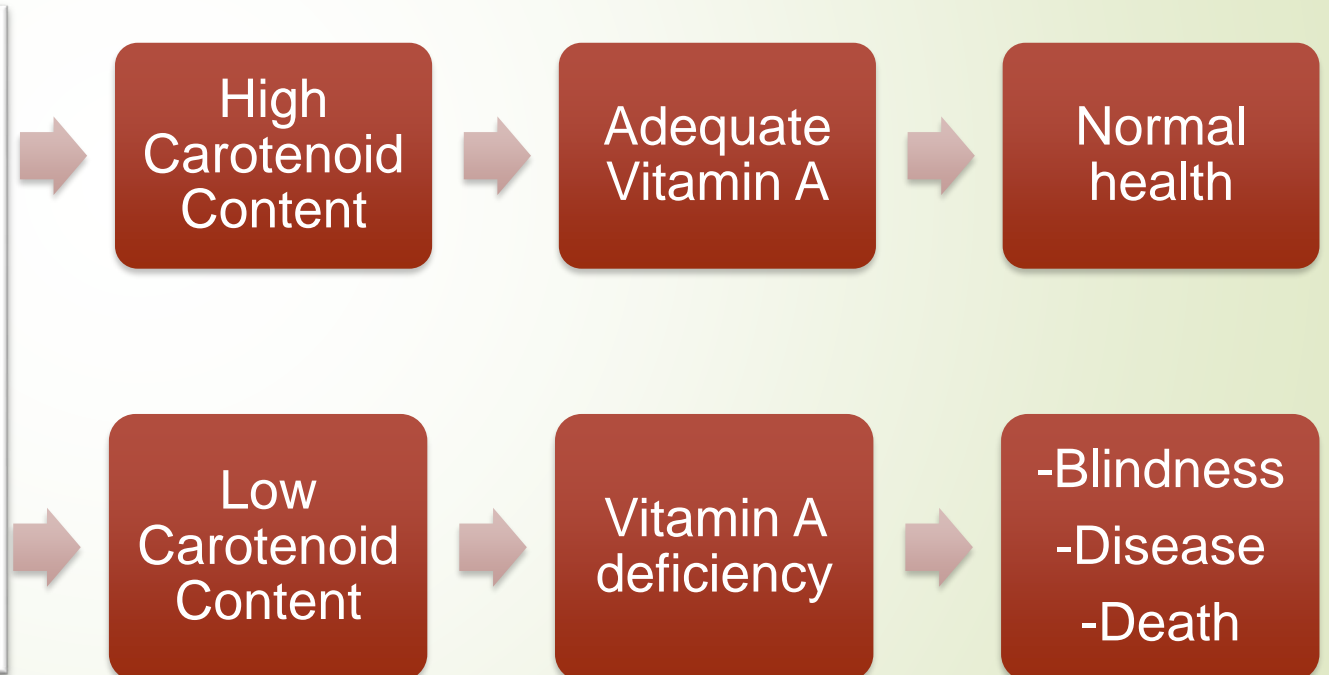 High
Carotenoid
Content
Adequate
Vitamin A
Normal
health
Low
Carotenoid
Content
Vitamin A
deficiency
-Blindness
-Disease
-Death